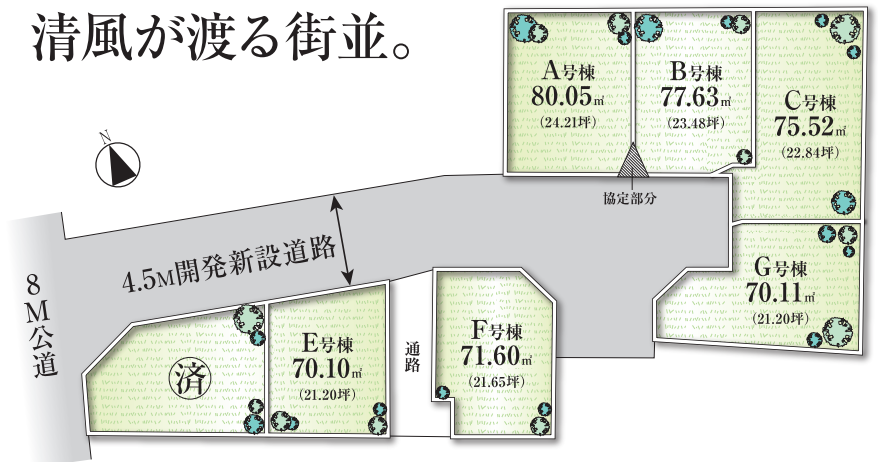 清風が渡る街並。
N
A号棟
80.05㎡
(24.21坪)
B号棟
77.63㎡
(23.48坪)
C号棟
75.52㎡
(22.84坪)
協定部分
4.5M開発新設道路
8M公道
G号棟
70.11㎡
(21.20坪)
済
E号棟
70.10㎡
(21.20坪)
通路
F号棟
71.60㎡
(21.65坪)